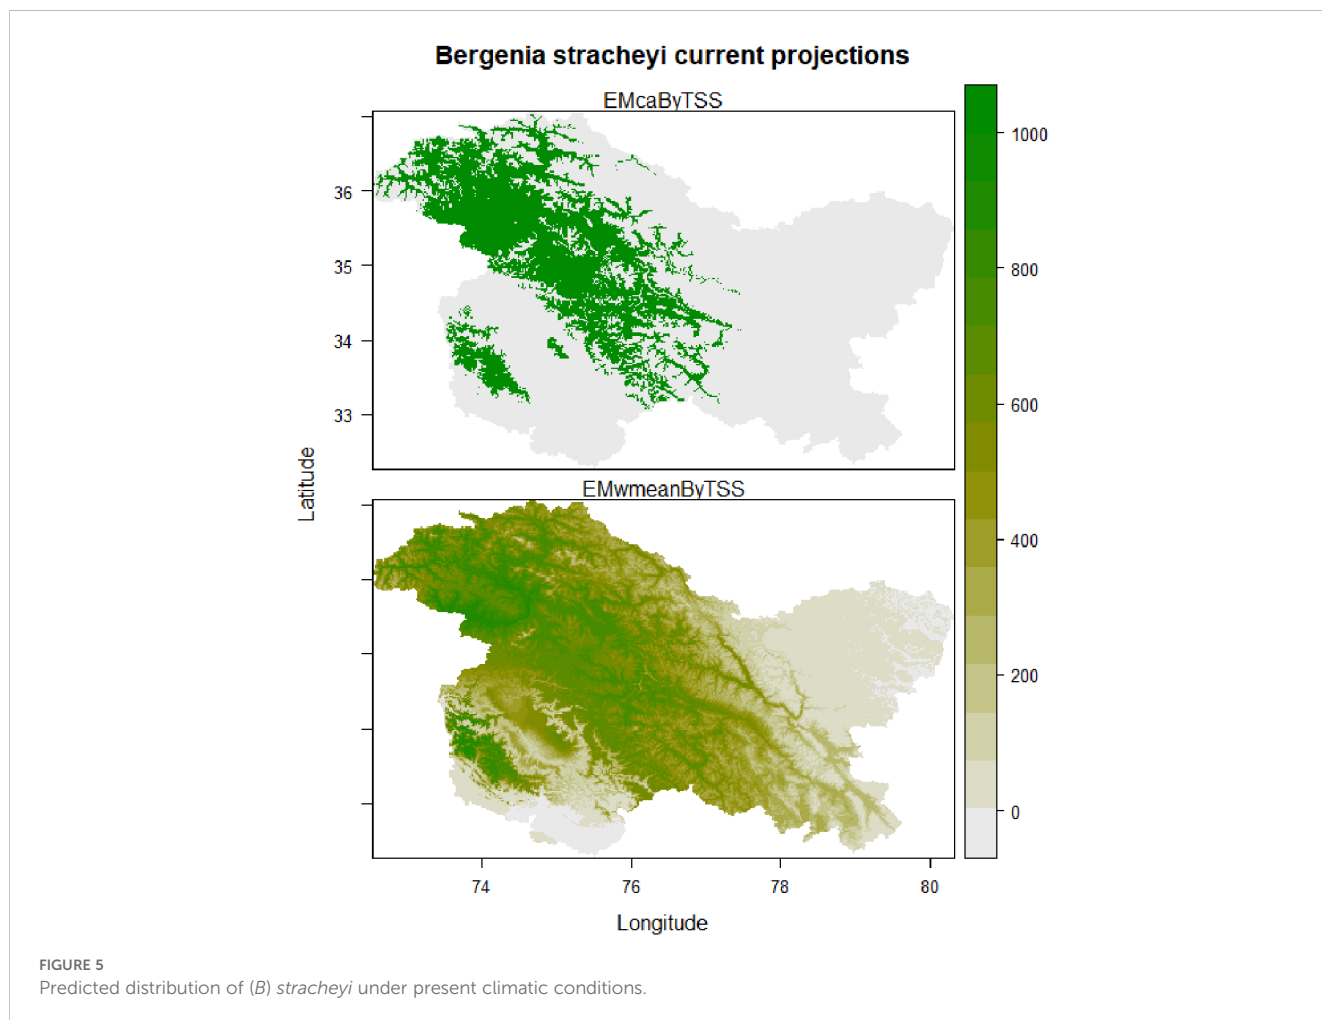 Bergenia stracheyi current projections
EMcaByTSS
36
35
34
33
Latitude
EMwmeanByTSS
74
76
78
80
Longitude
1000
800
600
400
200
0
FIGURE 5
Predicted distribution of (B) stracheyi under present climatic conditions.